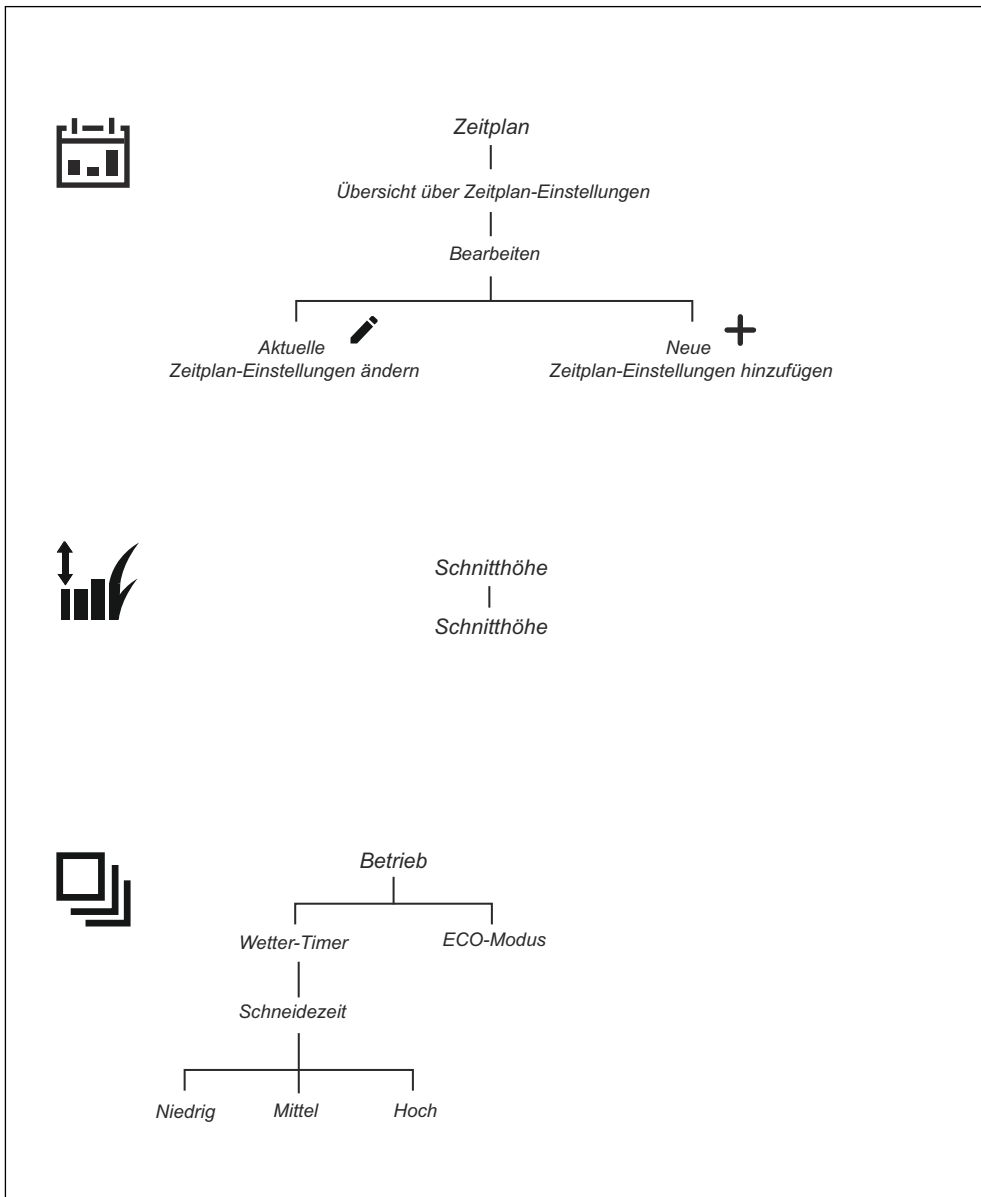 Zeitplan
Übersicht über Zeitplan-Einstellungen
Bearbeiten
Aktuelle
Zeitplan-Einstellungen ändern
Neue
Zeitplan-Einstellungen hinzufügen
Schnitthöhe
Schnitthöhe
Betrieb
Wetter-Timer
ECO-Modus
Schneidezeit
Niedrig
Mittel
Hoch